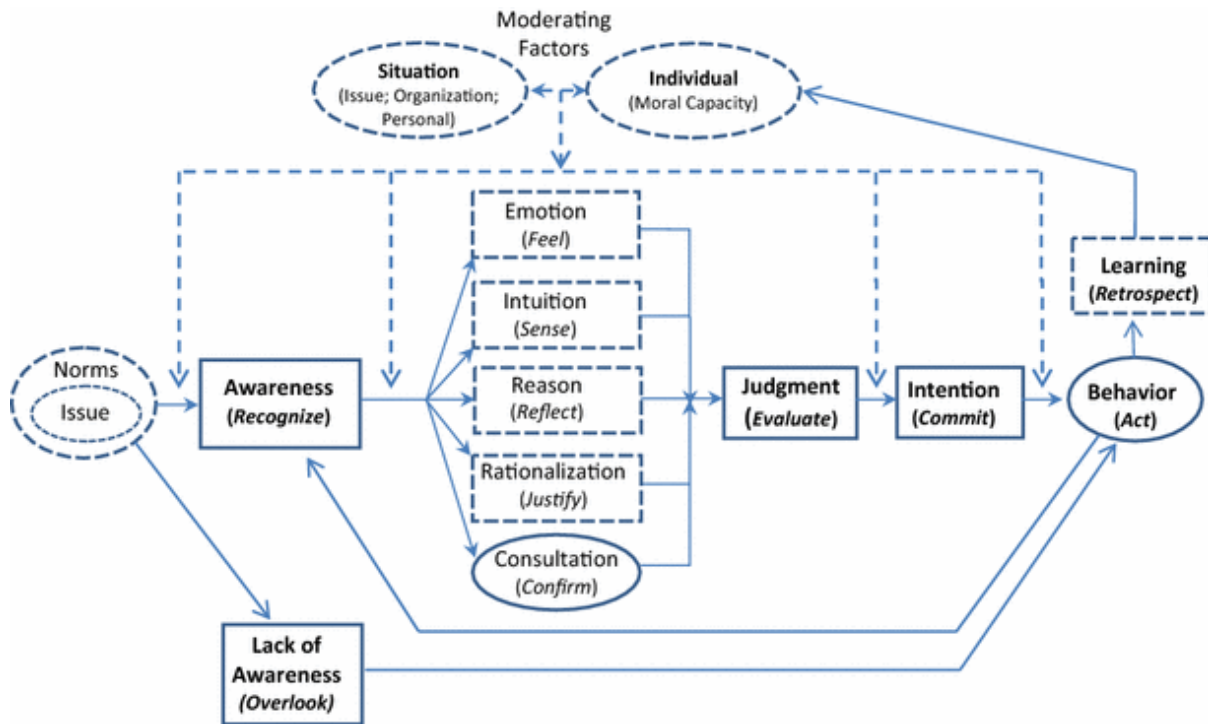 Moderating
Factors
Situation
(Issue; Organization;
Personal)
Individual
(Moral Capacity)
Emotion
(Feel)
Intuition
(Sense)
Reason
(Reflect)
Rationalization
(Justify)
Consultation
(Confirm)
Norms
Issue
Awareness
(Recognize)
Judgment
(Evaluate)
Intention
(Commit)
Behavior
(Act)
Learning
(Retrospect)
Lack of
Awareness
(Overlook)